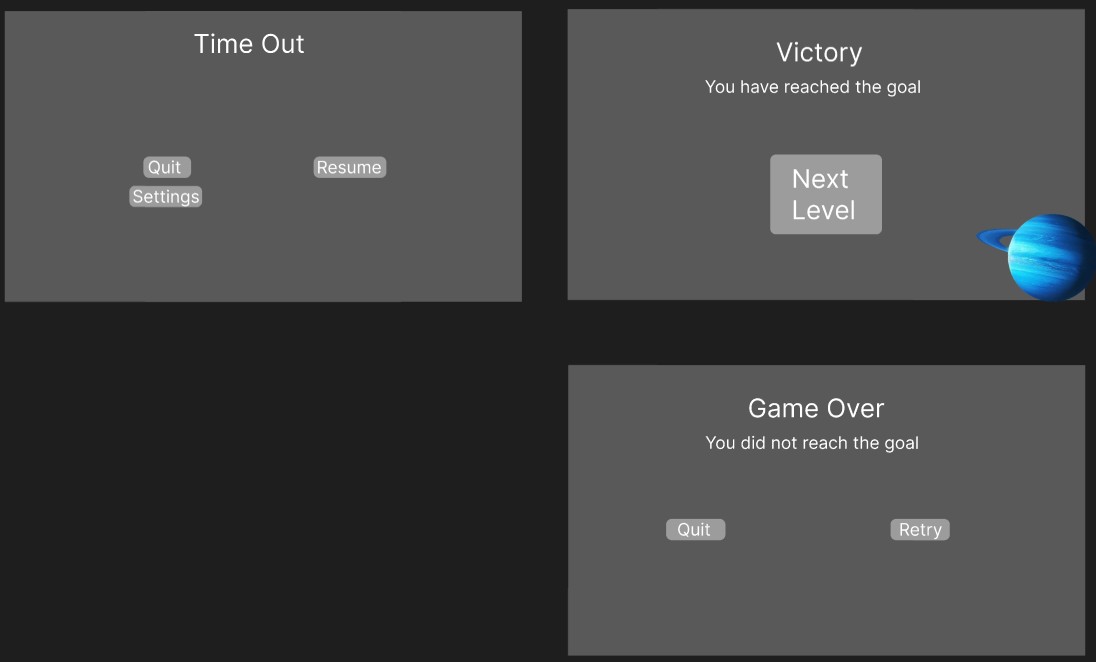 Time Out
Quit
Resume
Settings
Victory
You have reached the goal
Next
Level
Game Over
You did not reach the goal
Quit
Retry